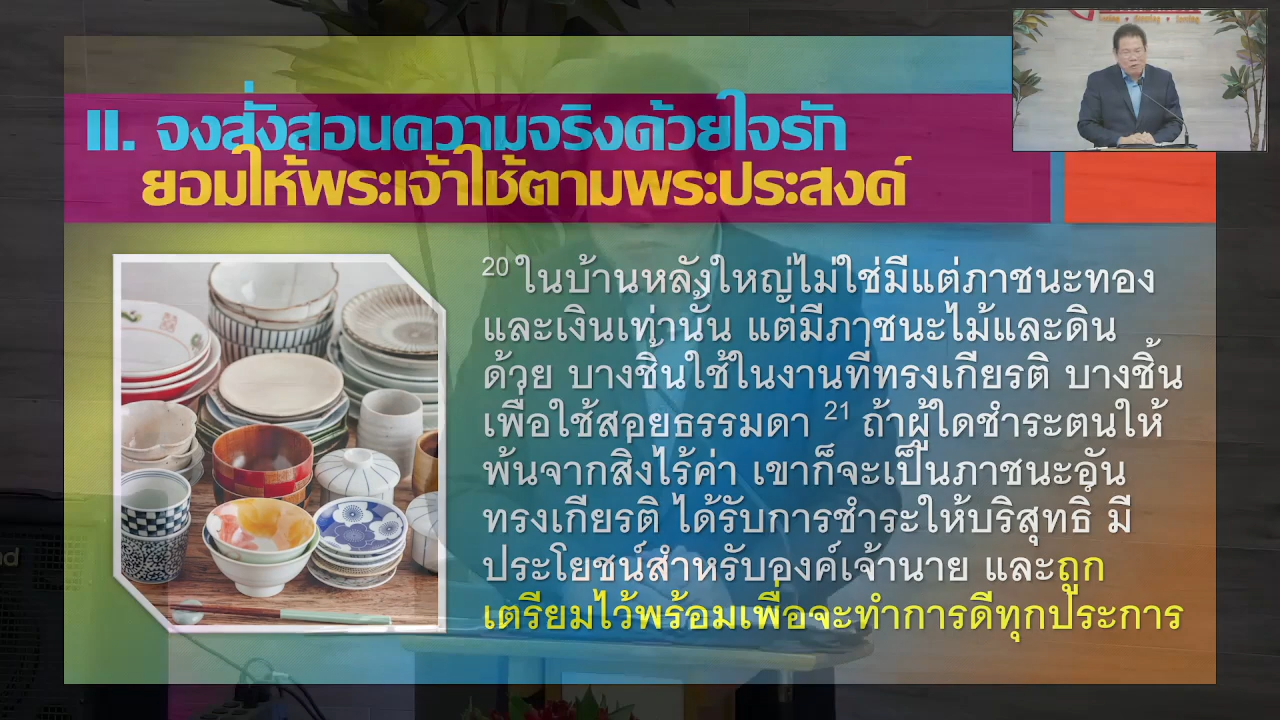 II. จงสั่งสอนความจริงด้วยใจรัก
ยอมให้พระเจ้าใช้ตามพระประสงค์
20 ในบ้านหลังใหญ่ไม่ใช่มีแต่ภาชนะทอง
และเงินเท่านั้น แต่มีภาชนะไม้และดิน
ด้วย บางชิ้นใช้ในงานที่ทรงเกียรติ บางชิ้น
เพื่อใช้สอยธรรมดา 21 ถ้าผู้ใดชำระตนให้
พ้นจากสิ่งไร้ค่า เขาก็จะเป็นภาชนะอัน
ทรงเกียรติ ได้รับการชำระให้บริสุทธิ์ มี
ประโยชน์สำหรับองค์เจ้านาย และถูก
เตรียมไว้พร้อมเพื่อจะทำการดีทุกประการ